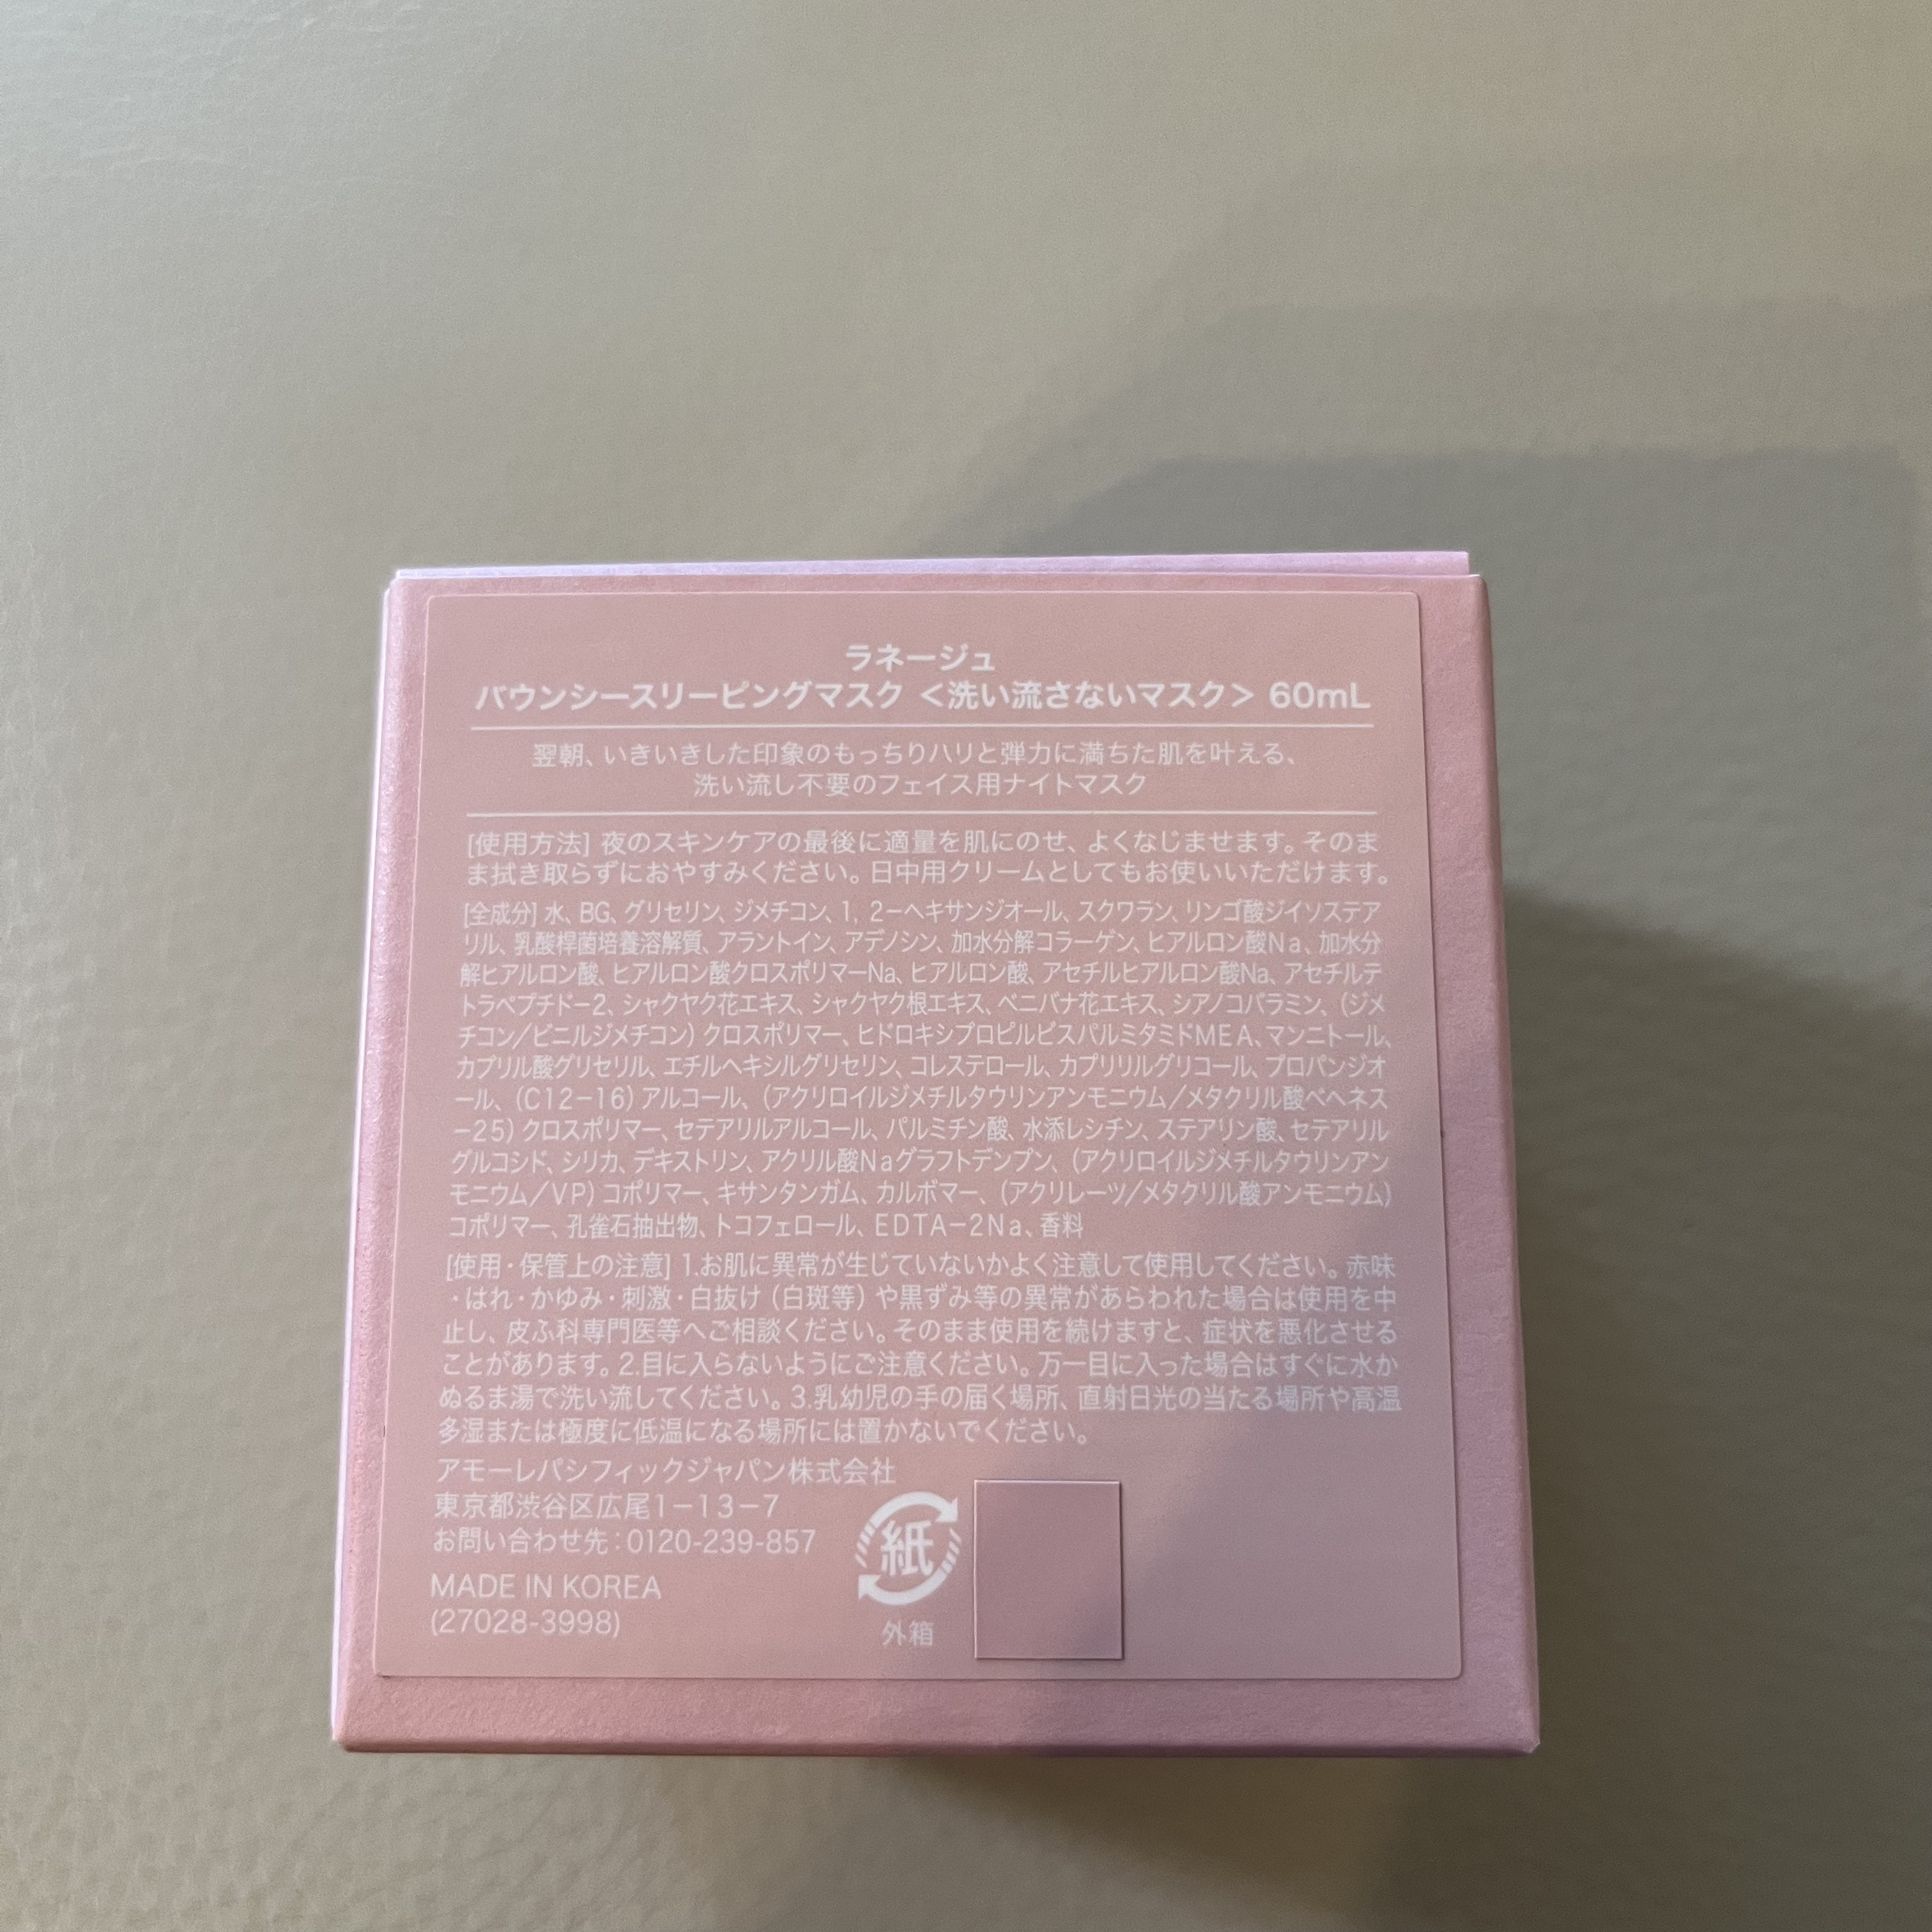 ラネージュ
バウンシースリーピングマスク ＜洗い流さないマスク＞ 60mL
翌朝、いきいきした印象のもっちりハリと弾力に満ちた肌を叶える、
洗い流し不要のフェイス用ナイトマスク
[使用方法] 夜のスキンケアの最後に適量を肌にのせ、よくなじませます。そのま
ま拭き取らずにおやすみください。日中用クリームとしてもお使いいただけます。
[全成分] 水、BG、グリセリン、ジメチコン、1, 2－ヘキサンジオール、スクワラン、リンゴ酸ジイソステア
リル、乳酸桿菌培養溶解質、アラントイン、アデノシン、加水分解コラーゲン、ヒアルロン酸Na、加水分
解ヒアルロン酸、ヒアルロン酸クロスポリマーNa、ヒアルロン酸、アセチルヒアルロン酸Na、アセチルテ
トラペプチド－2、シャクヤク花エキス、シャクヤク根エキス、ベニバナ花エキス、シアノコバラミン、(ジメ
チコン／ビニルジメチコン) クロスポリマー、ヒドロキシプロピルビスパルミタミドMEA、マンニトール、
カプリル酸グリセリル、エチルヘキシルグリセリン、コレステロール、カプリリルグリコール、プロパンジオ
ール、(C12－16) アルコール、(アクリロイルジメチルタウリンアンモニウム／メタクリル酸ベヘネス
－25) クロスポリマー、セテアリルアルコール、パルミチン酸、水添レシチン、ステアリン酸、セテアリル
グルコシド、シリカ、デキストリン、アクリル酸Naグラフトデンプン、(アクリロイルジメチルタウリンアン
モニウム／VP) コポリマー、キサンタンガム、カルボマー、(アクリレーツ／メタクリル酸アンモニウム)
コポリマー、孔雀石抽出物、トコフェロール、EDTA－2Na、香料
[使用・保管上の注意] 1.お肌に異常が生じていないかよく注意して使用してください。赤味
・はれ・かゆみ・刺激・白抜け (白斑等) や黒ずみ等の異常があらわれた場合は使用を中
止し、皮ふ科専門医等へご相談ください。そのまま使用を続けますと、症状を悪化させる
ことがあります。2.目に入らないようにご注意ください。万一目に入った場合はすぐに水か
ぬるま湯で洗い流してください。3.乳幼児の手の届く場所、直射日光の当たる場所や高温
多湿または極度に低温になる場所には置かないでください。
アモーレパシフィックジャパン株式会社
東京都渋谷区広尾1－13－7
お問い合わせ先：0120-239-857
MADE IN KOREA
(27028-3998)
紙
外箱